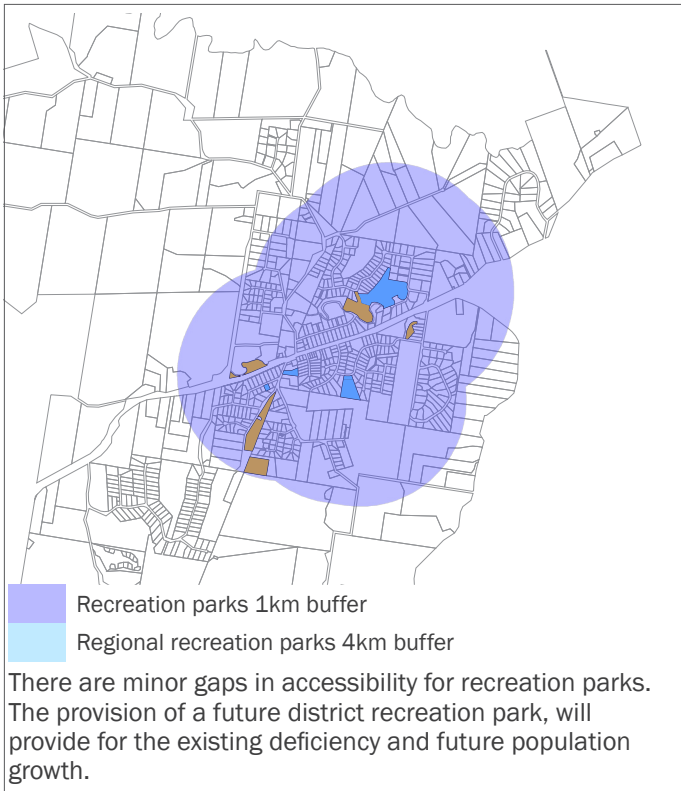 Recreation parks 1km buffer
Regional recreation parks 4km buffer
There are minor gaps in accessibility for recreation parks.
The provision of a future district recreation park, will
provide for the existing deficiency and future population
growth.